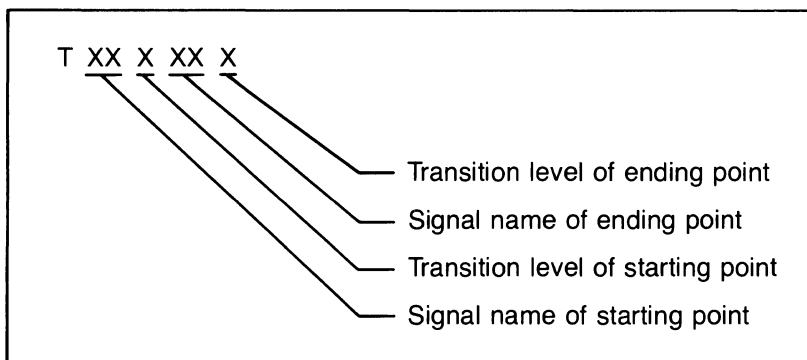 T XX X XX X
Transition level of ending point
Signal name of ending point
Transition level of starting point
Signal name of starting point